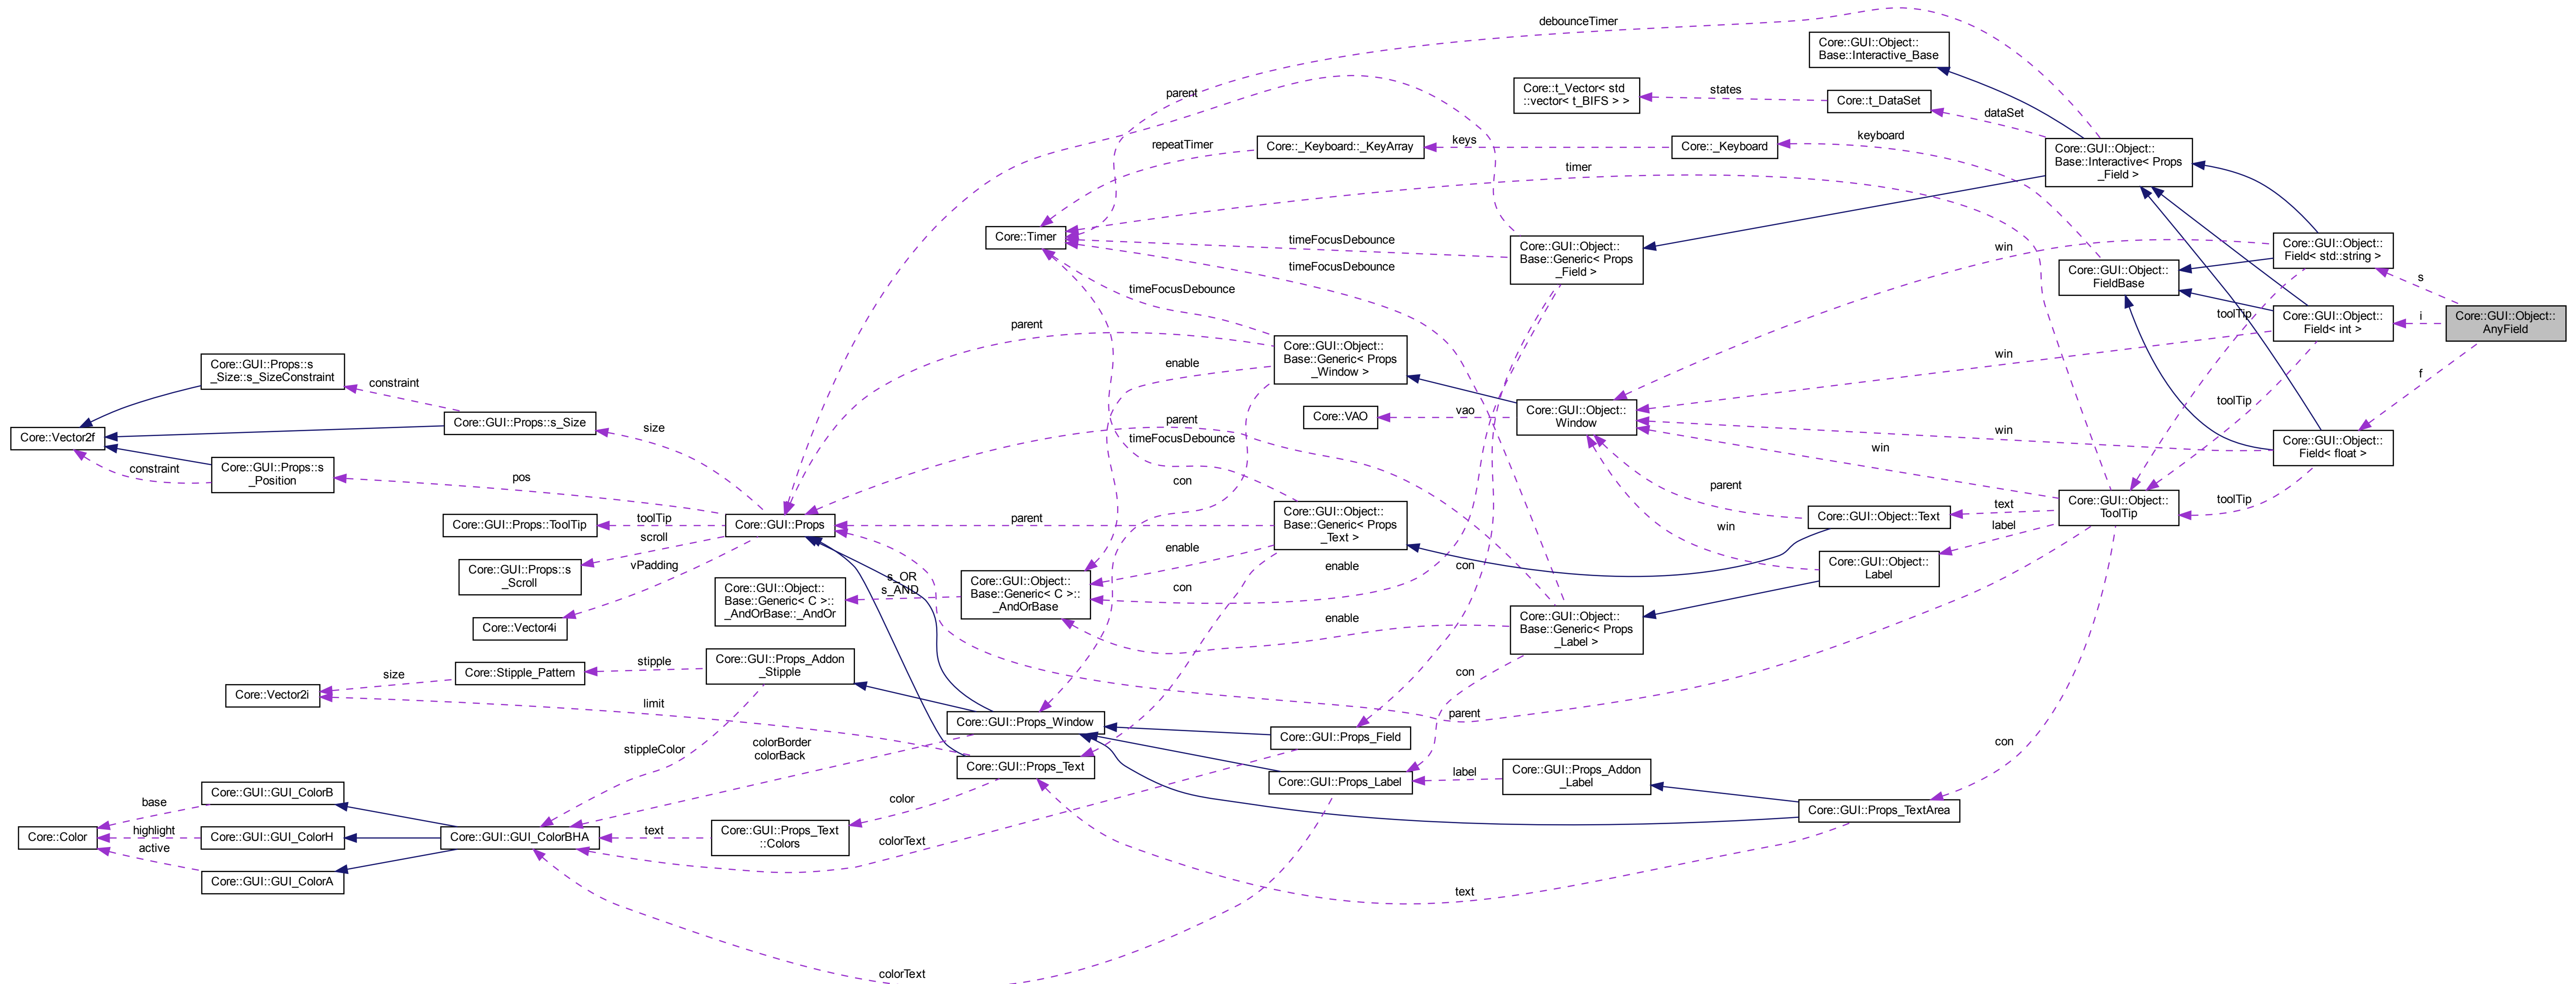 debounceTimer
Core::GUI::Object::
Base::Interactive_Base
Core::t_Vector< std
::vector< t_BIFS > >
states
Core::t_DataSet
dataSet
parent
repeatTimer
Core::_Keyboard::_KeyArray
keys
Core::_Keyboard
keyboard
Core::GUI::Object::
Base::Interactive< Props
_Field >
timer
Core::Timer
timeFocusDebounce
timeFocusDebounce
Core::GUI::Object::
Base::Generic< Props
_Field >
win
Core::GUI::Object::
Field< std::string >
Core::GUI::Object::
FieldBase
s
timeFocusDebounce
toolTip
Core::GUI::Object::
Field< int >
i
Core::GUI::Object::
AnyField
parent
Core::GUI::Object::
Base::Generic< Props
_Window >
enable
win
f
Core::GUI::Props::s
_Size::s_SizeConstraint
constraint
Core::GUI::Props::s_Size
size
Core::Vector2f
constraint
Core::GUI::Props::s
_Position
pos
parent
timeFocusDebounce
Core::VAO
vao
Core::GUI::Object::
Window
toolTip
win
Core::GUI::Object::
Field< float >
win
con
parent
toolTip
Core::GUI::Object::
ToolTip
Core::GUI::Props::ToolTip
toolTip
Core::GUI::Props
parent
Core::GUI::Object::
Base::Generic< Props
_Text >
Core::GUI::Object::Text
text
label
scroll
win
enable
Core::GUI::Props::s
_Scroll
vPadding
Core::GUI::Object::
Base::Generic< C >::
_AndOrBase::_AndOr
s_OR
s_AND
Core::GUI::Object::
Base::Generic< C >::
_AndOrBase
con
enable
con
Core::GUI::Object::
Label
Core::Vector4i
enable
Core::GUI::Object::
Base::Generic< Props
_Label >
con
Core::GUI::Props_Addon
_Stipple
stipple
Core::Stipple_Pattern
size
Core::Vector2i
limit
Core::GUI::Props_Window
parent
Core::GUI::Props_Field
stippleColor
colorBorder
colorBack
con
Core::GUI::Props_Text
Core::GUI::Props_Label
label
Core::GUI::Props_Addon
_Label
Core::GUI::GUI_ColorB
base
color
Core::GUI::Props_TextArea
Core::Color
highlight
active
Core::GUI::GUI_ColorH
Core::GUI::GUI_ColorBHA
text
Core::GUI::Props_Text
::Colors
colorText
Core::GUI::GUI_ColorA
text
colorText